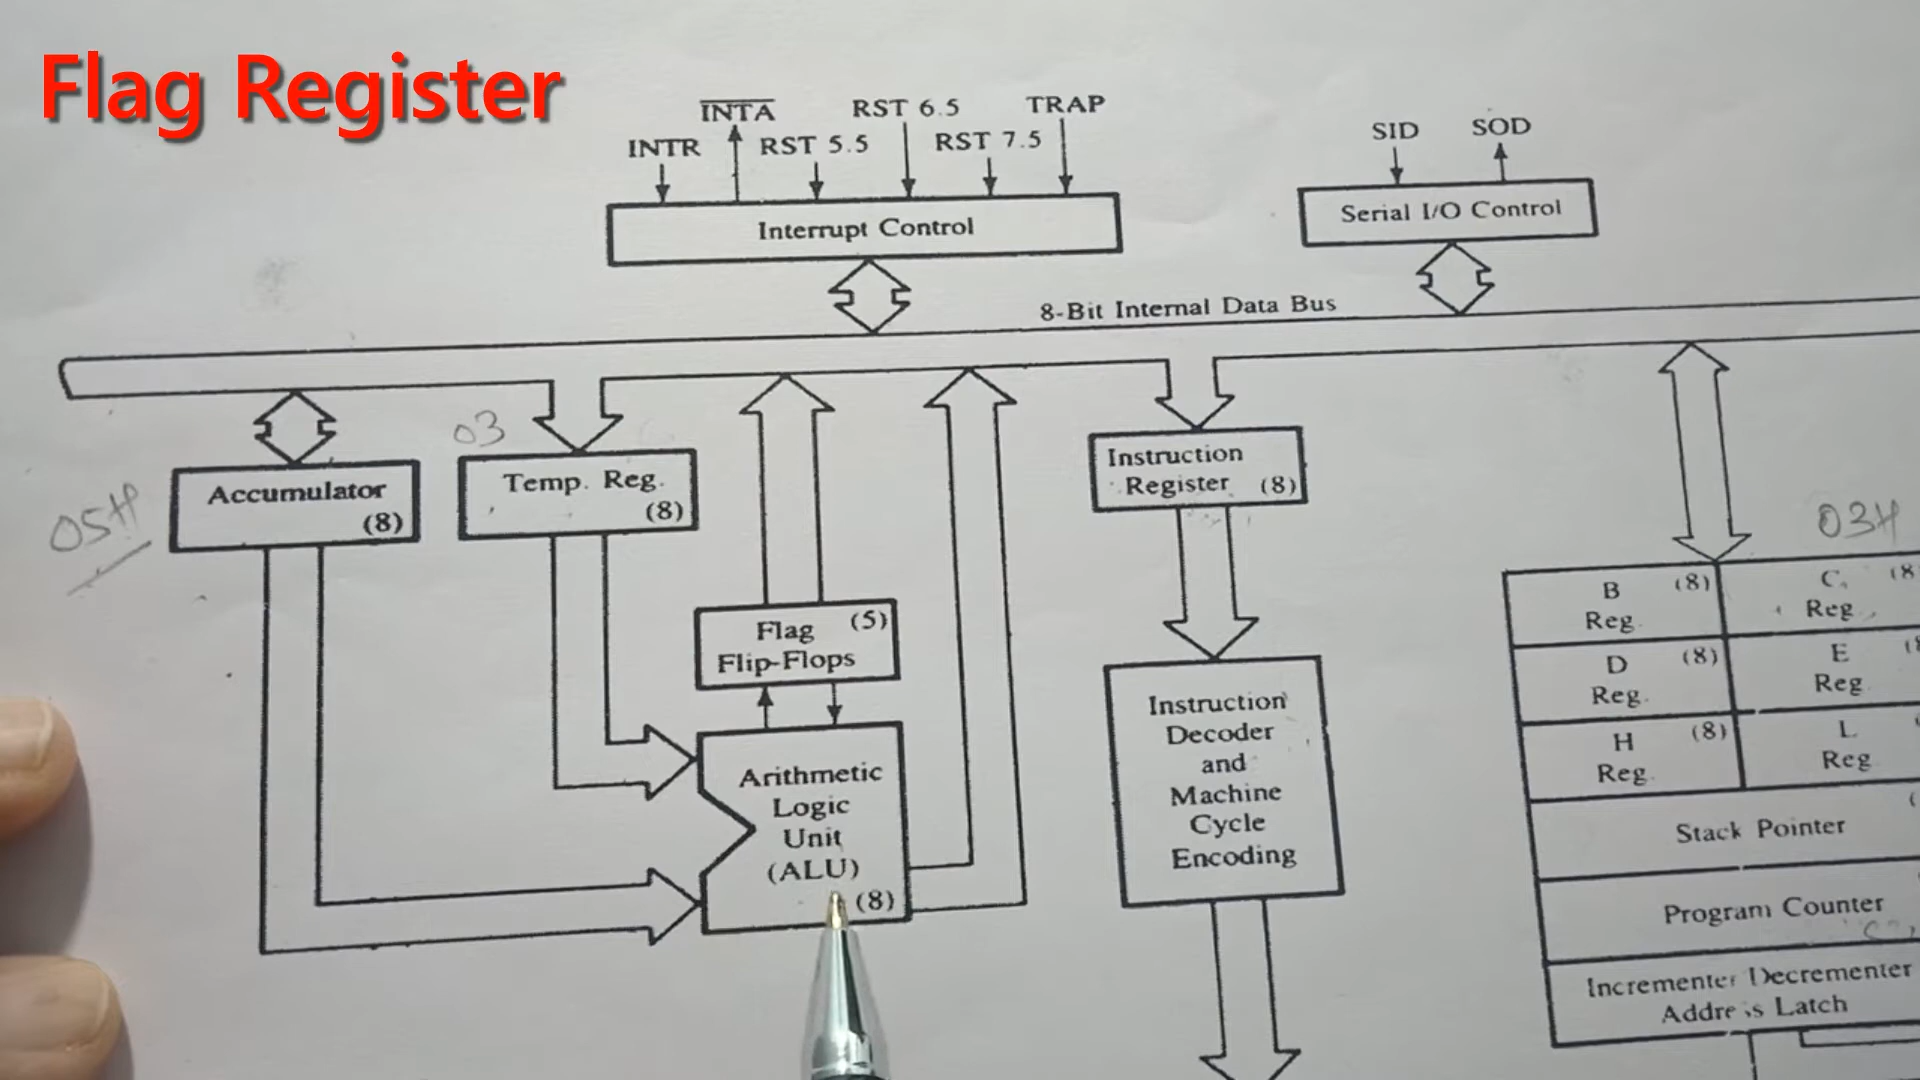 Flag Register
INTA
RST 6.5
TRAP
INTR
RST 5.5
RST 7.5
SID
SOD
Interrupt Control
Serial I/O Control
8-Bit Internal Data Bus
03
05H
Accumulator
(8)
Temp. Reg.
(8)
Instruction
Register (8)
03H
Flag (5)
Flip-Flops
B (8)
Reg.
C (8
Reg.
D (8)
Reg.
E
Reg
H (8)
Reg.
L
Reg
Arithmetic
Logic
Unit
(ALU)
(8)
Instruction
Decoder
and
Machine
Cycle
Encoding
Stack Pointer
Program Counter
Incrementer Decrementer
Address Latch